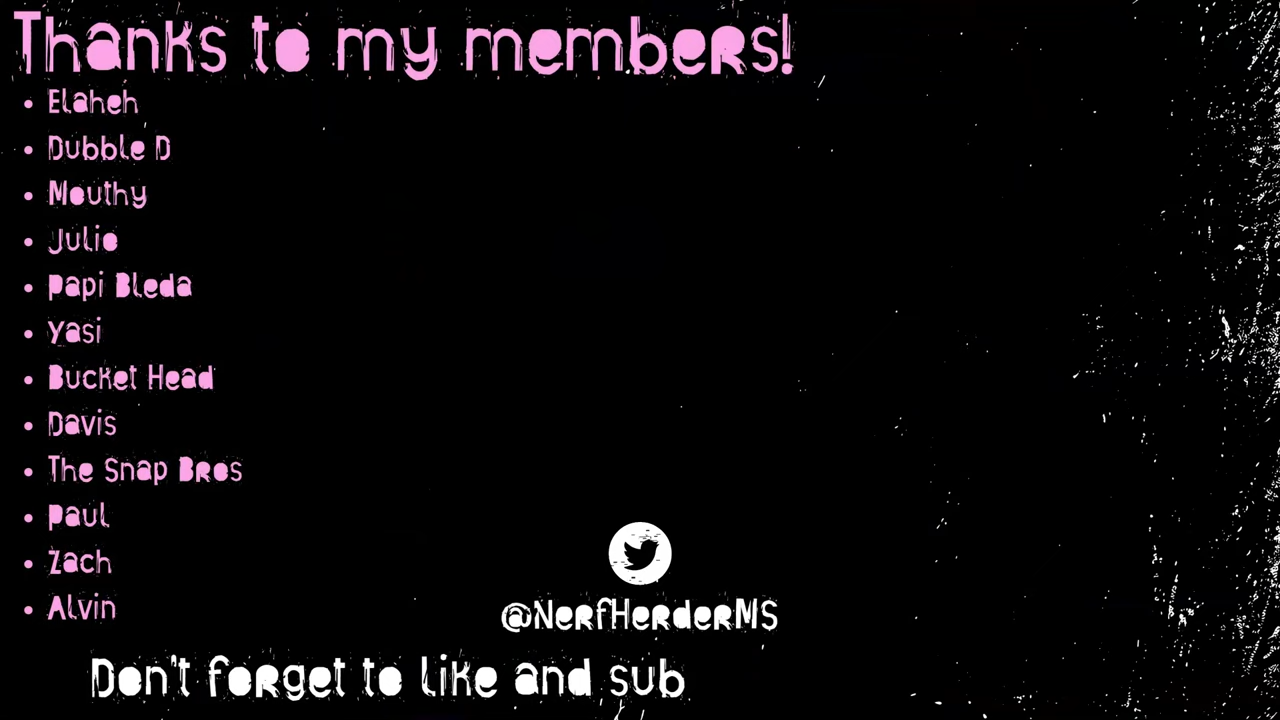 Thanks to my members!
• Elaheh
• Dubble D
• Mouthy
• Julio
• Papi Bleda
• Yasi
• Bucket Head
• Davis
• The Snap Bros
• Paul
• Zach
• Alvin
@NerfHerderMS
Don't forget to like and sub